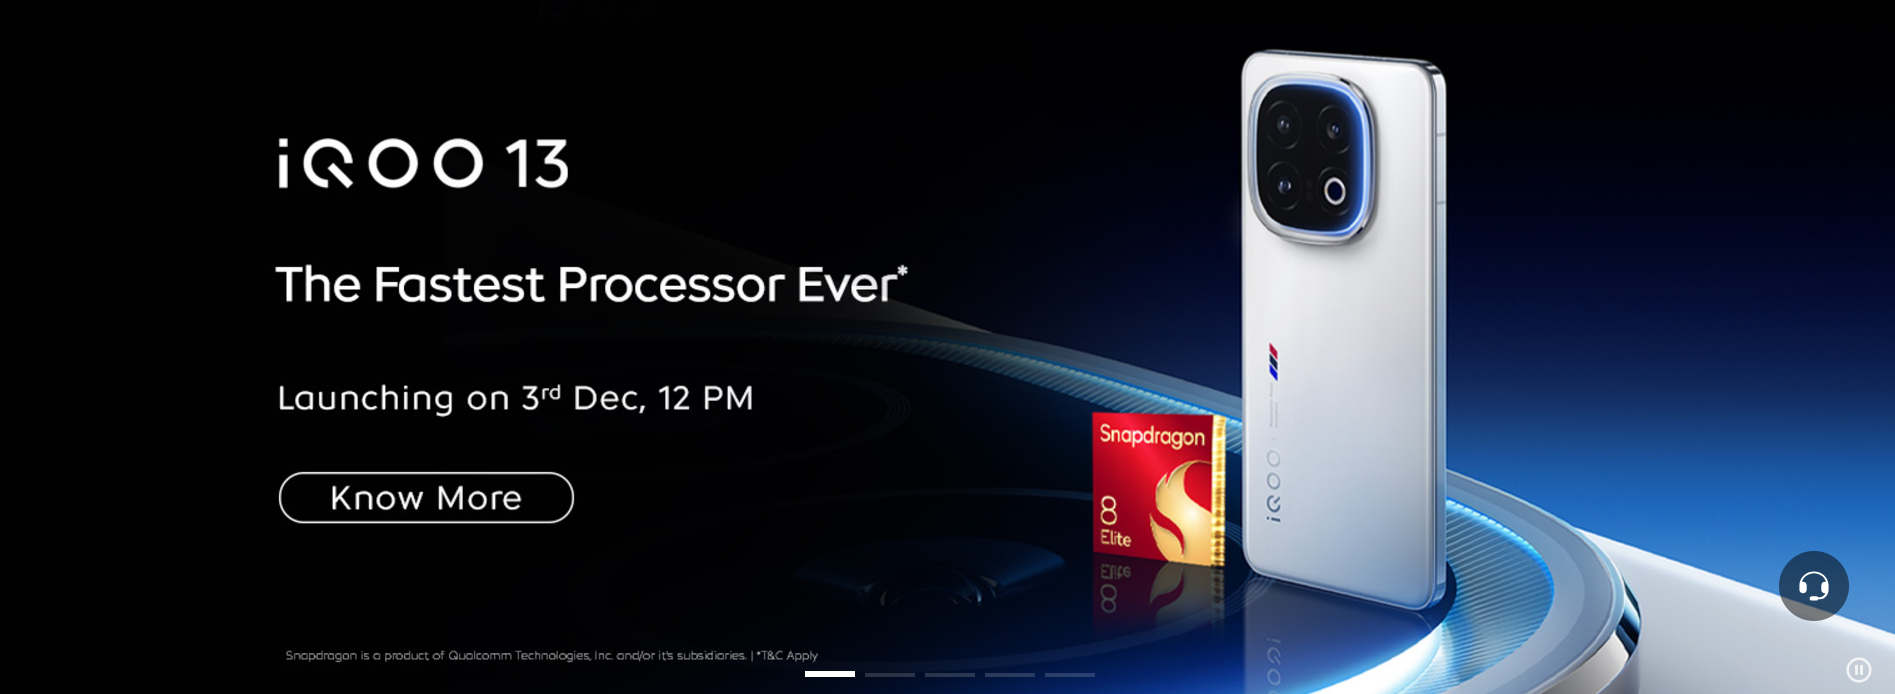 iQOO 13
The Fastest Processor Ever*
Launching on 3rd Dec, 12 PM
Know More
Snapdragon
8
Elite
iQOO
Snapdragon is a product of Qualcomm Technologies, Inc. and/or it's subsidiaries. | *T&C Apply